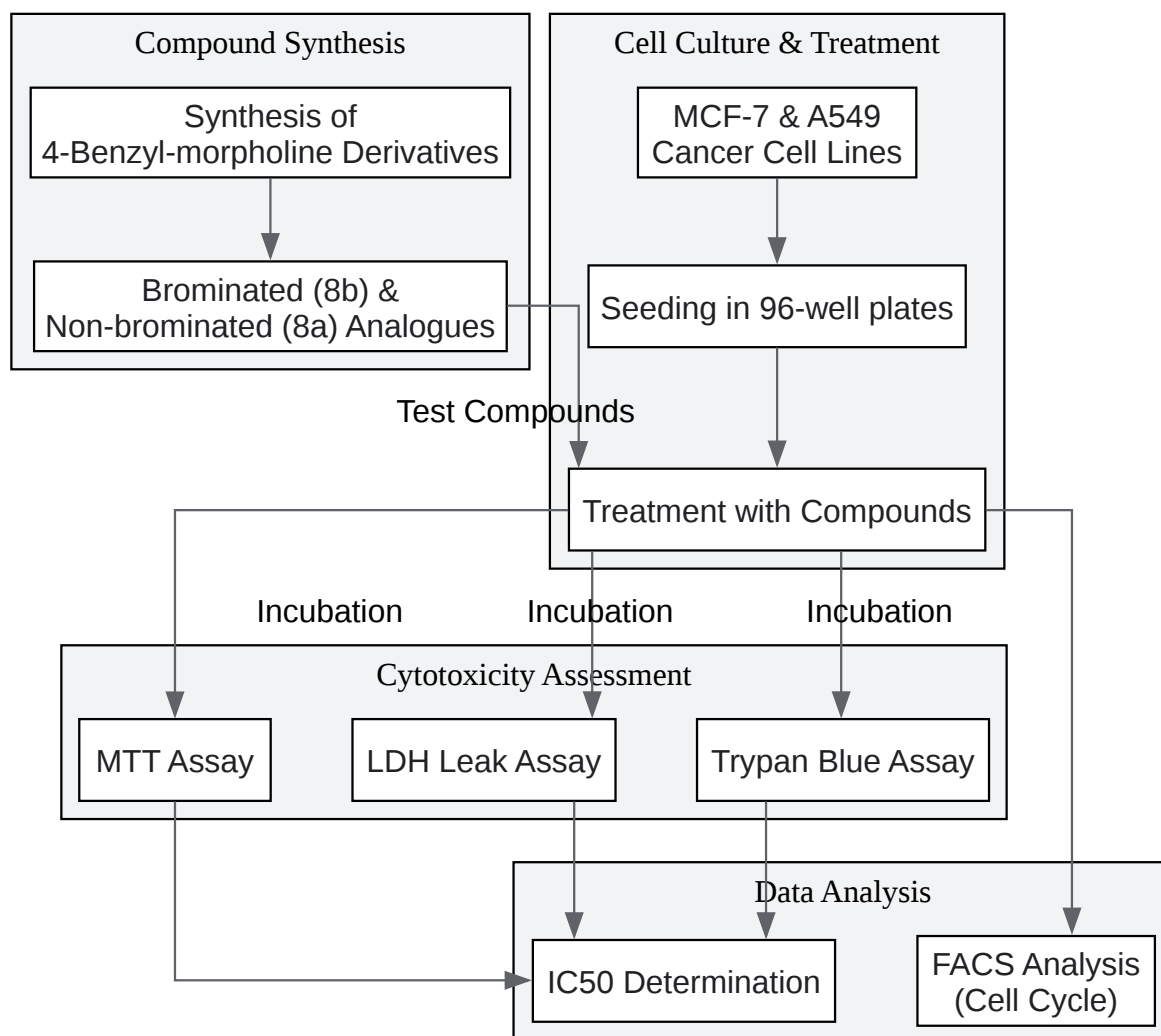 Compound Synthesis
Synthesis of
4-Benzyl-morpholine Derivatives
Brominated (8b) &
Non-brominated (8a) Analogues
Cell Culture & Treatment
MCF-7 & A549
Cancer Cell Lines
Seeding in 96-well plates
Test Compounds
Treatment with Compounds
Incubation
Incubation
Incubation
Cytotoxicity Assessment
MTT Assay
LDH Leak Assay
Trypan Blue Assay
Data Analysis
IC50 Determination
FACS Analysis
(Cell Cycle)